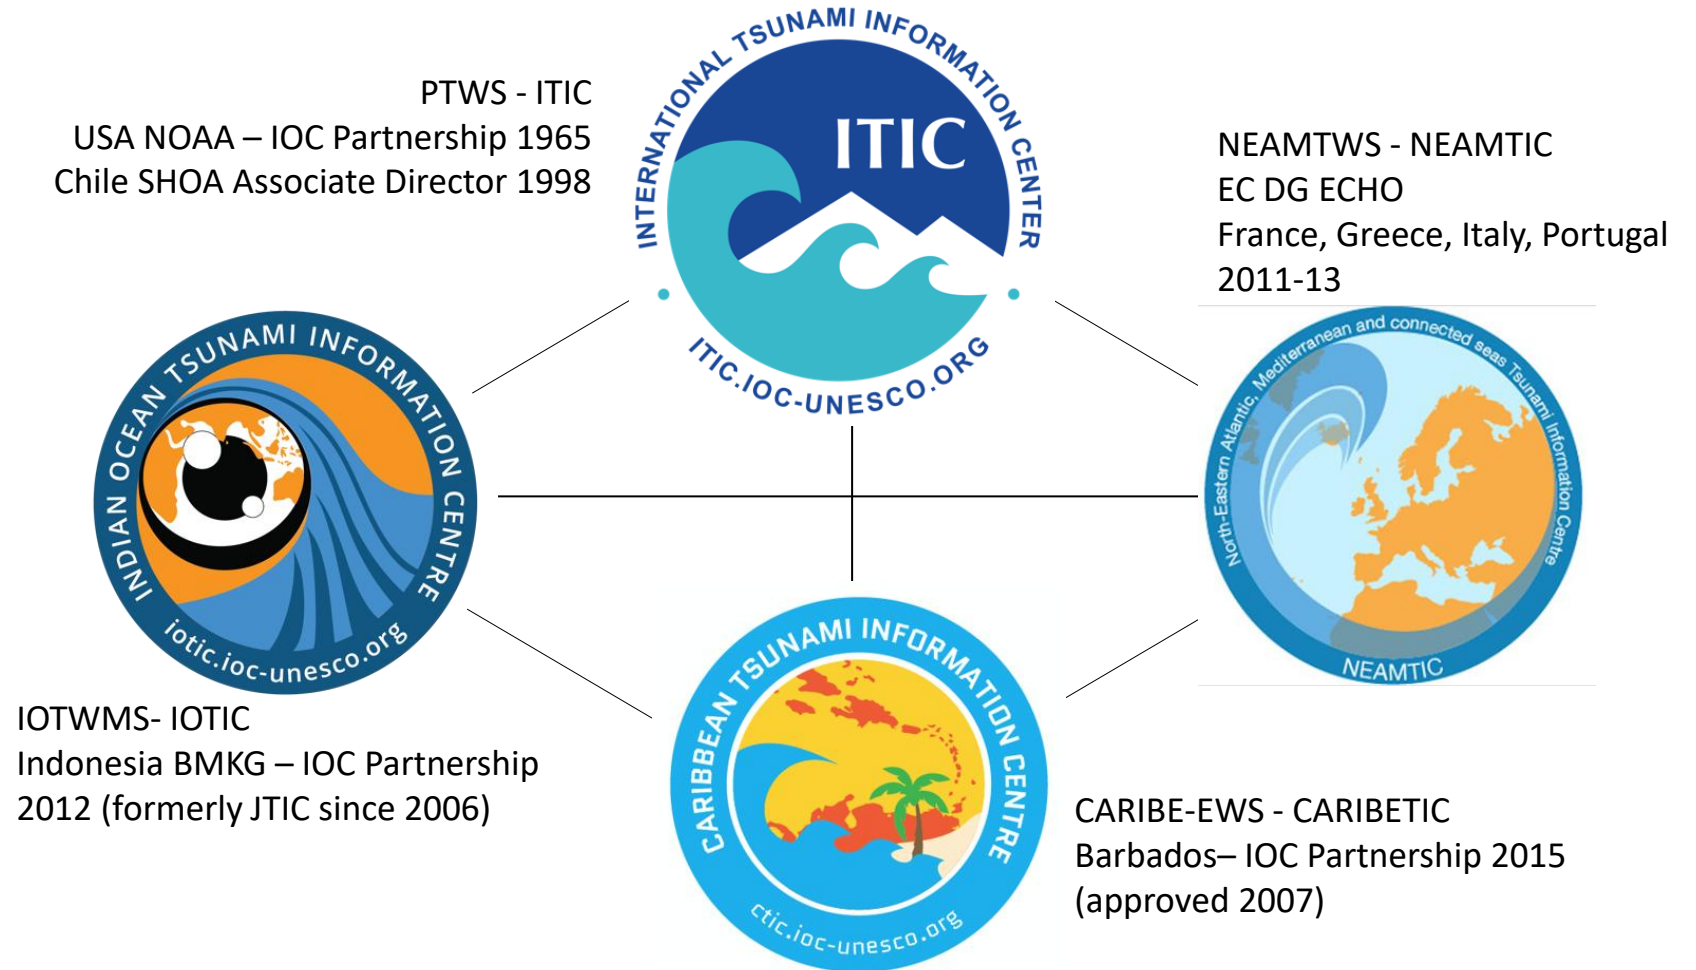 PTWS - ITIC
USA NOAA – IOC Partnership 1965
Chile SHOA Associate Director 1998
INTERNATIONAL TSUNAMI INFORMATION CENTER
ITIC
ITIC.IOC-UNESCO.ORG
NEAMTWS - NEAMTIC
EC DG ECHO
France, Greece, Italy, Portugal
2011-13
INDIAN OCEAN TSUNAMI INFORMATION CENTRE
iotic.ioc-unesco.org
North-Eastern Atlantic, Mediterranean and connected seas Tsunami Information Centre
NEAMTIC
IOTWMS- IOTIC
Indonesia BMKG – IOC Partnership
2012 (formerly JTIC since 2006)
CARIBBEAN TSUNAMI INFORMATION CENTRE
ctic.ioc-unesco.org
CARIBE-EWS - CARIBETIC
Barbados– IOC Partnership 2015
(approved 2007)